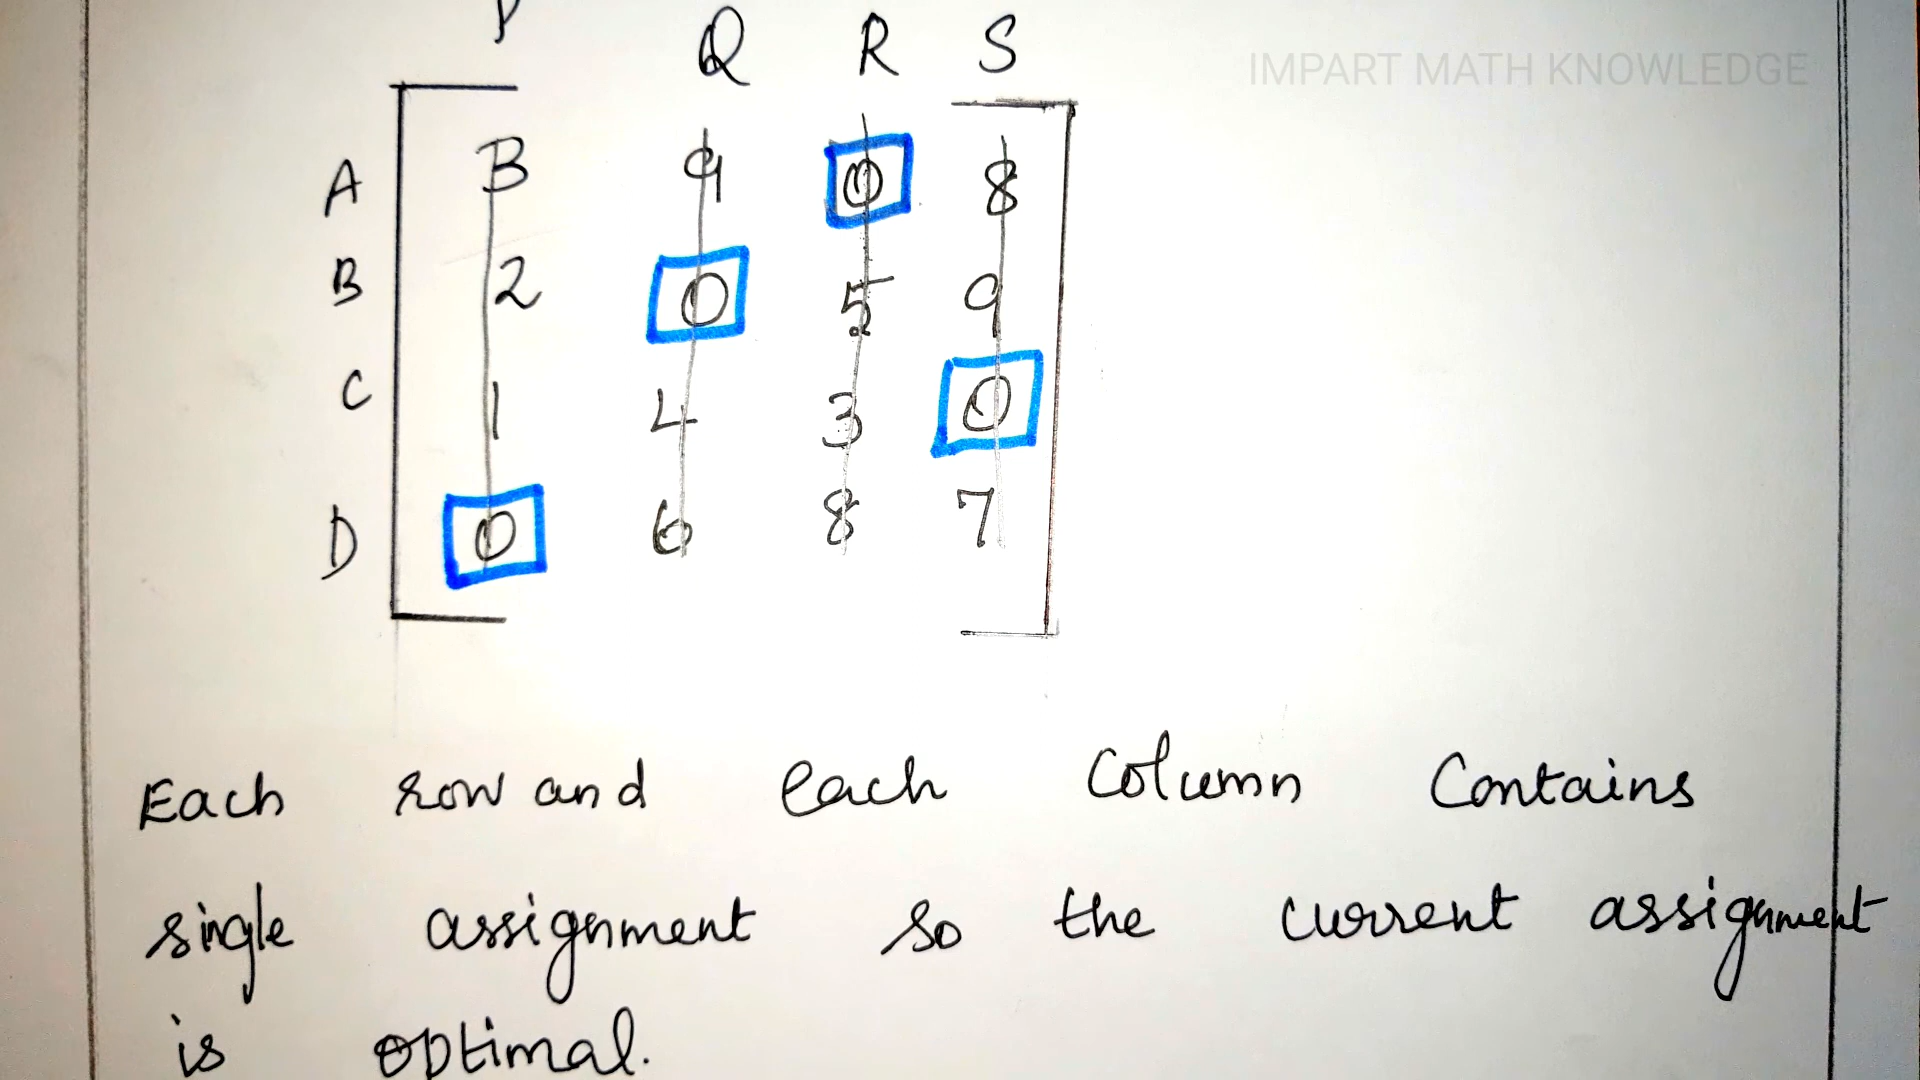 P Q R S
IMPART MATH KNOWLEDGE
A 3 9 0 8
B 2 0 5 9
C 1 4 3 0
D 0 6 8 7
Each row and each column contains
single assignment so the current assignment
is optimal.